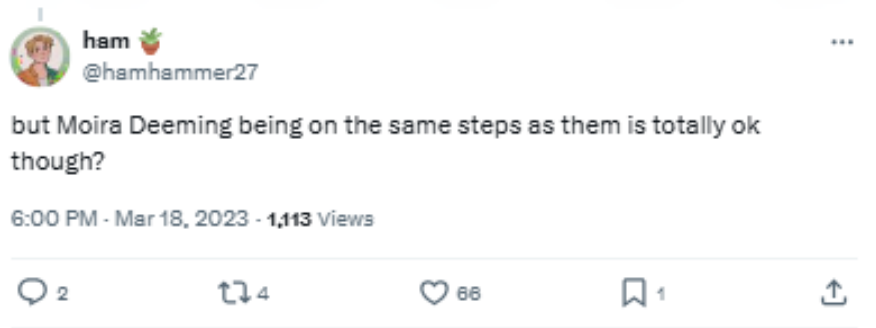 ham 🪴
@hamhammer27
but Moira Deeming being on the same steps as them is totally ok
though?
6:00 PM · Mar 18, 2023 · 1,113 Views
2 4 66 1